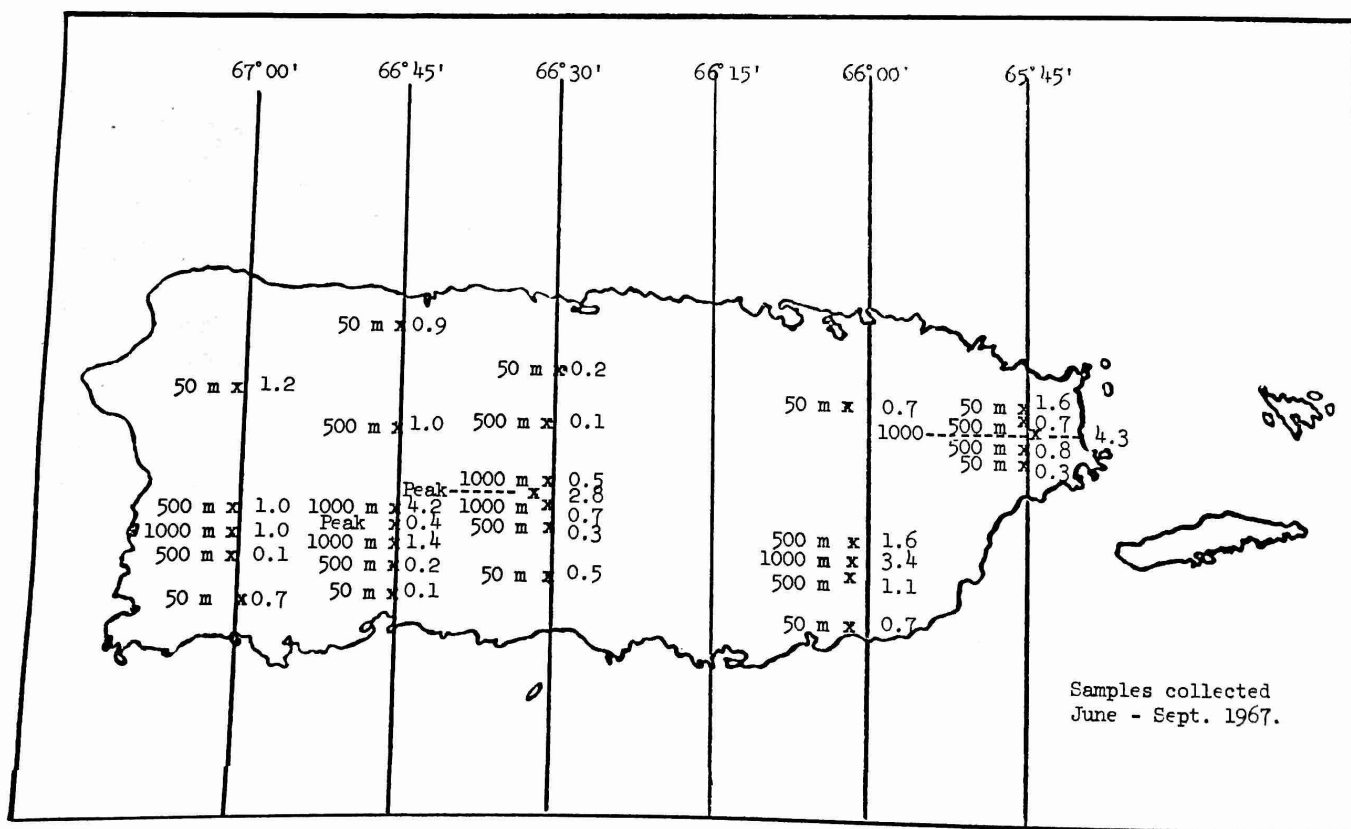 67°00' 66°45' 66°30' 66°15' 66°00' 65°45'
50 m x 0.9
50 m x 0.2
50 m x 1.2
50 m x 0.7
50 m x 1.6
500 m x 1.0
500 m x 0.1
500 m x 0.7
1000 x 4.3
500 m x 0.8
50 m x 0.3
1000 m x 0.5
Peak x 2.8
500 m x 1.0
1000 m x 4.2
1000 m x 0.7
Peak x 0.4
500 m x 0.3
1000 m x 1.0
1000 m x 1.4
500 m x 1.6
500 m x 0.1
500 m x 0.2
1000 m x 3.4
50 m x 0.5
500 m x 1.1
50 m x 0.7
50 m x 0.1
50 m x 0.7
Samples collected
June - Sept. 1967.